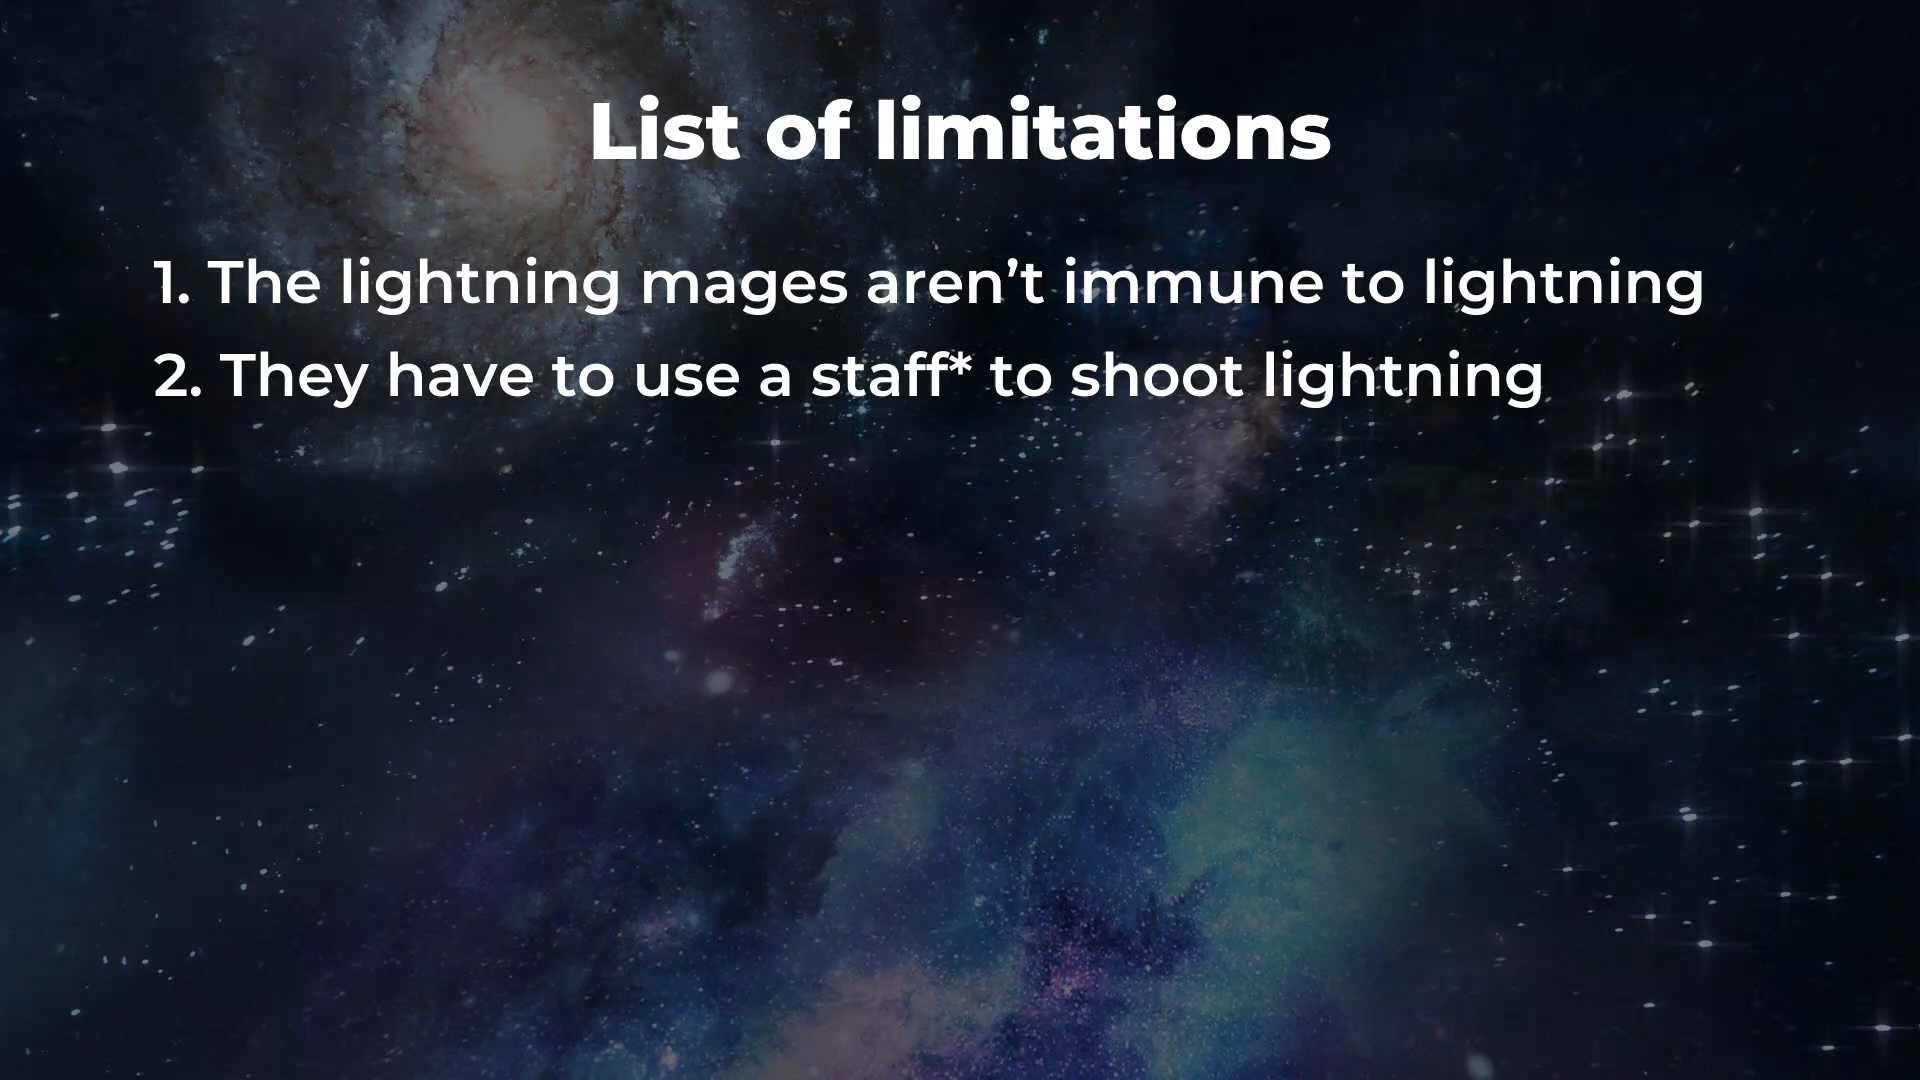 List of limitations
1. The lightning mages aren’t immune to lightning
2. They have to use a staff* to shoot lightning